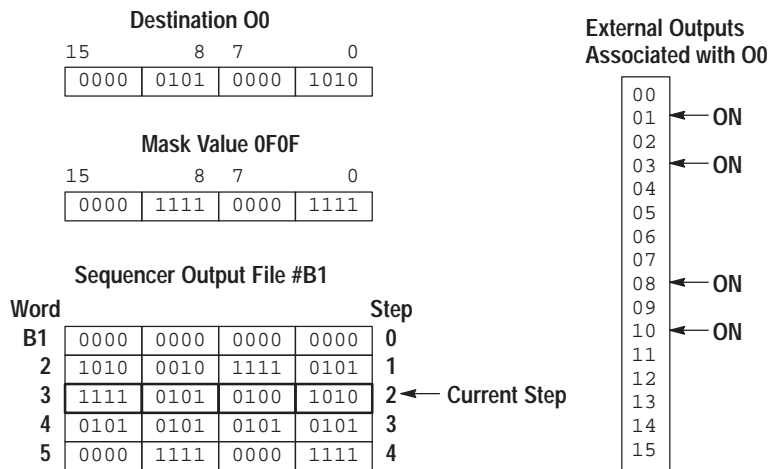 Destination O0
15 8 7 0
0000 0101 0000 1010
Mask Value 0F0F
15 8 7 0
0000 1111 0000 1111
Sequencer Output File #B1
Word Step
B1 0000 0000 0000 0000 0
2 1010 0010 1111 0101 1
3 1111 0101 0100 1010 2 Current Step
4 0101 0101 0101 0101 3
5 0000 1111 0000 1111 4
External Outputs
Associated with O0
00
01 ON
02
03 ON
04
05
06
07
08 ON
09
10 ON
11
12
13
14
15